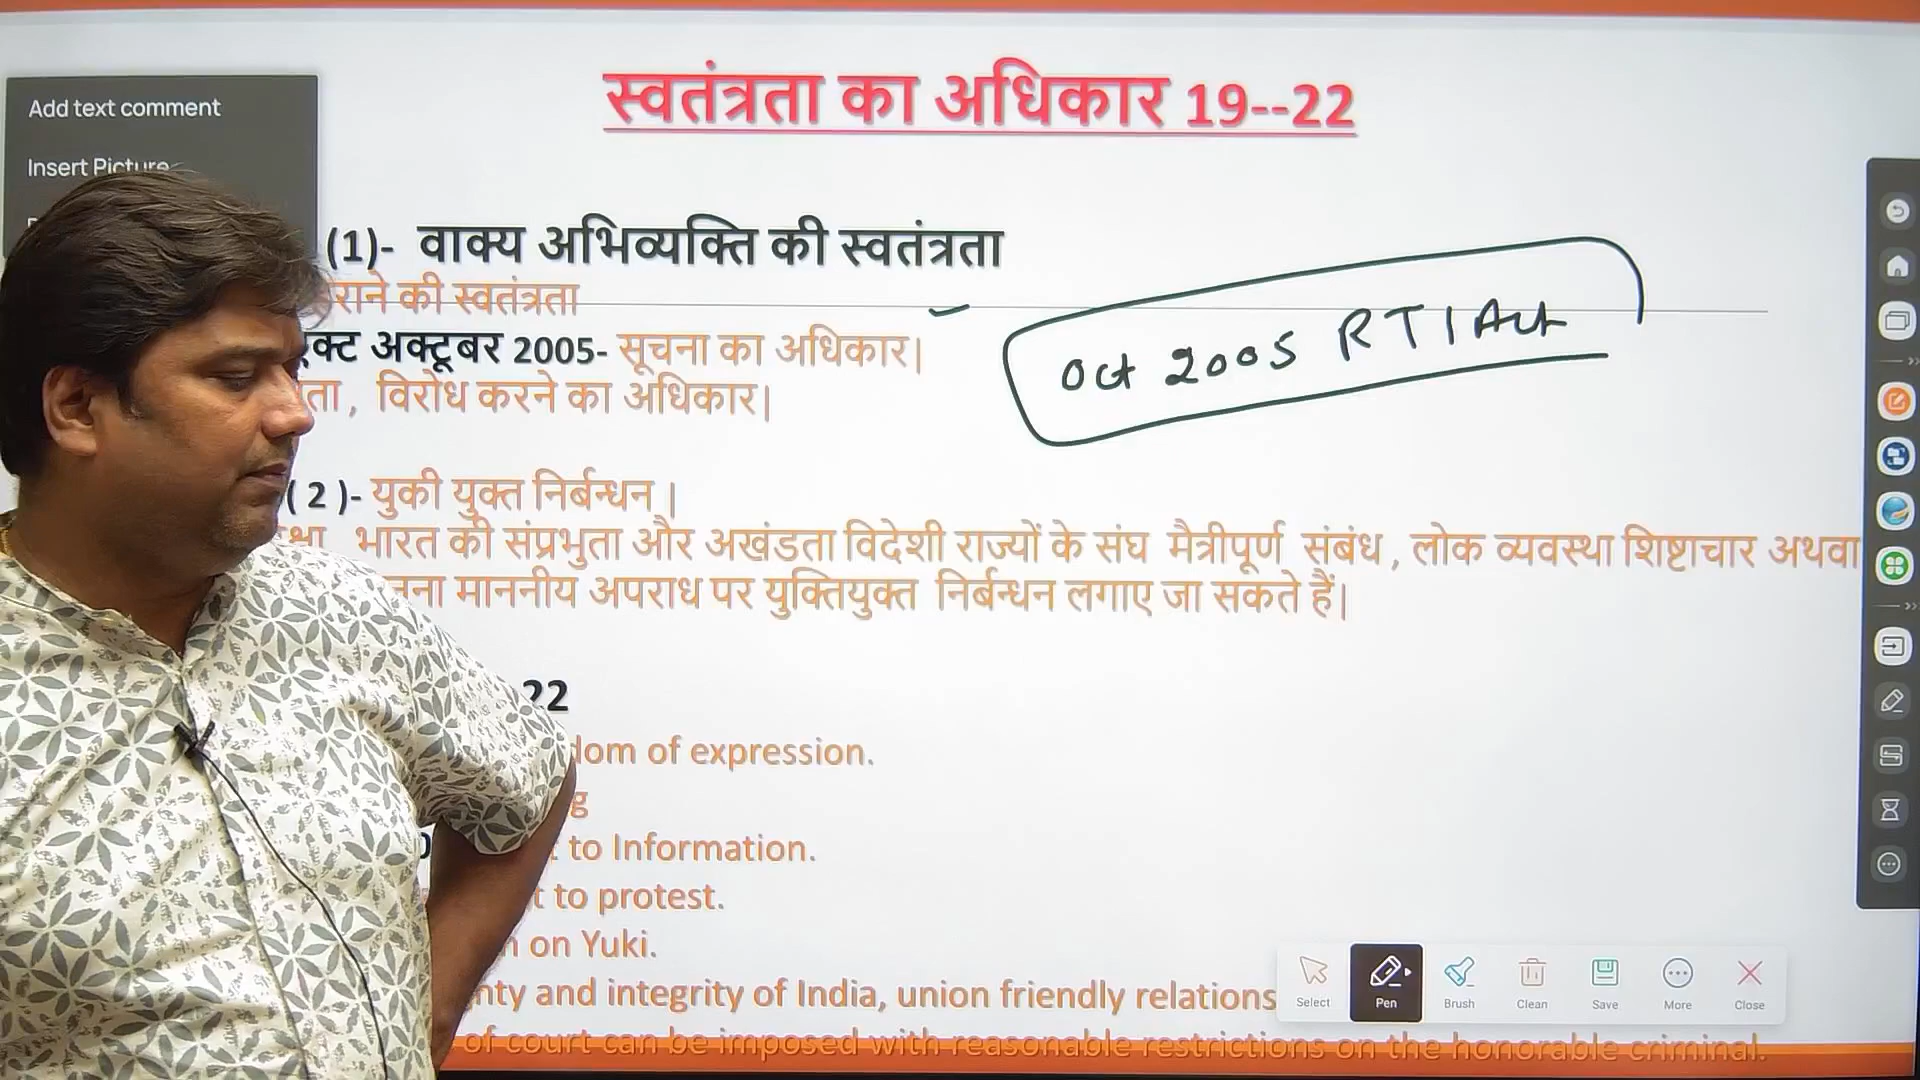 स्वतंत्रता का अधिकार 19--22
Add text comment
Insert Picture
(1)- वाक्य अभिव्यक्ति की स्वतंत्रता
राने की स्वतंत्रता
क्ट अक्टूबर 2005- सूचना का अधिकार।
Oct 2005 RTI Act
ता , विरोध करने का अधिकार।
( 2 )- युकी युक्त निर्बन्धन |
भारत की संप्रभुता और अखंडता विदेशी राज्यों के संघ मैत्रीपूर्ण संबंध , लोक व्यवस्था शिष्टाचार अथवा
माननीय अपराध पर युक्तियुक्त निर्बन्धन लगाए जा सकते हैं।
22
dom of expression.
g
to Information.
t to protest.
n on Yuki.
nty and integrity of India, union friendly relations
of court can be imposed with reasonable restrictions on the honorable criminal.
Select
Pen
Brush
Clean
Save
More
Close